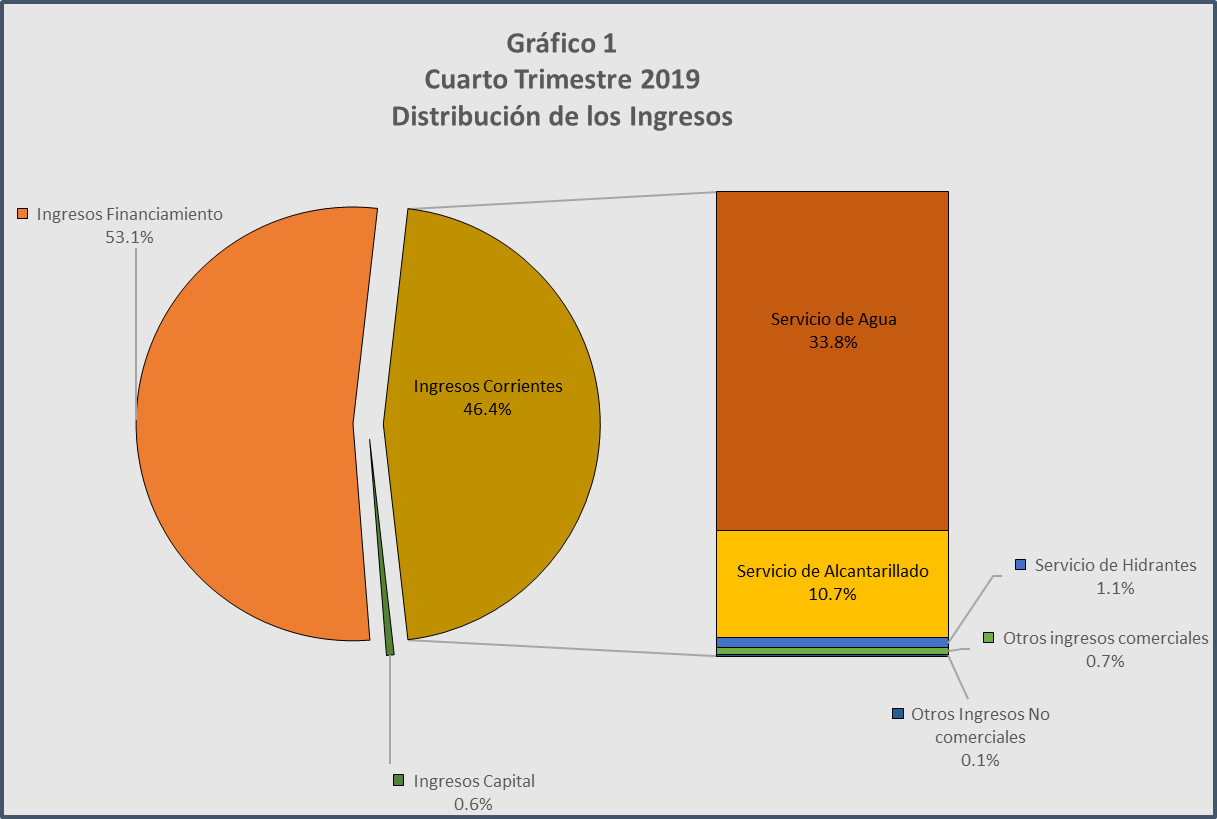 Gráfico 1
Cuarto Trimestre 2019
Distribución de los Ingresos
Ingresos Financiamiento
53.1%
Ingresos Corrientes
46.4%
Ingresos Capital
0.6%
Servicio de Agua
33.8%
Servicio de Alcantarillado
10.7%
Servicio de Hidrantes
1.1%
Otros ingresos comerciales
0.7%
Otros Ingresos No
comerciales
0.1%